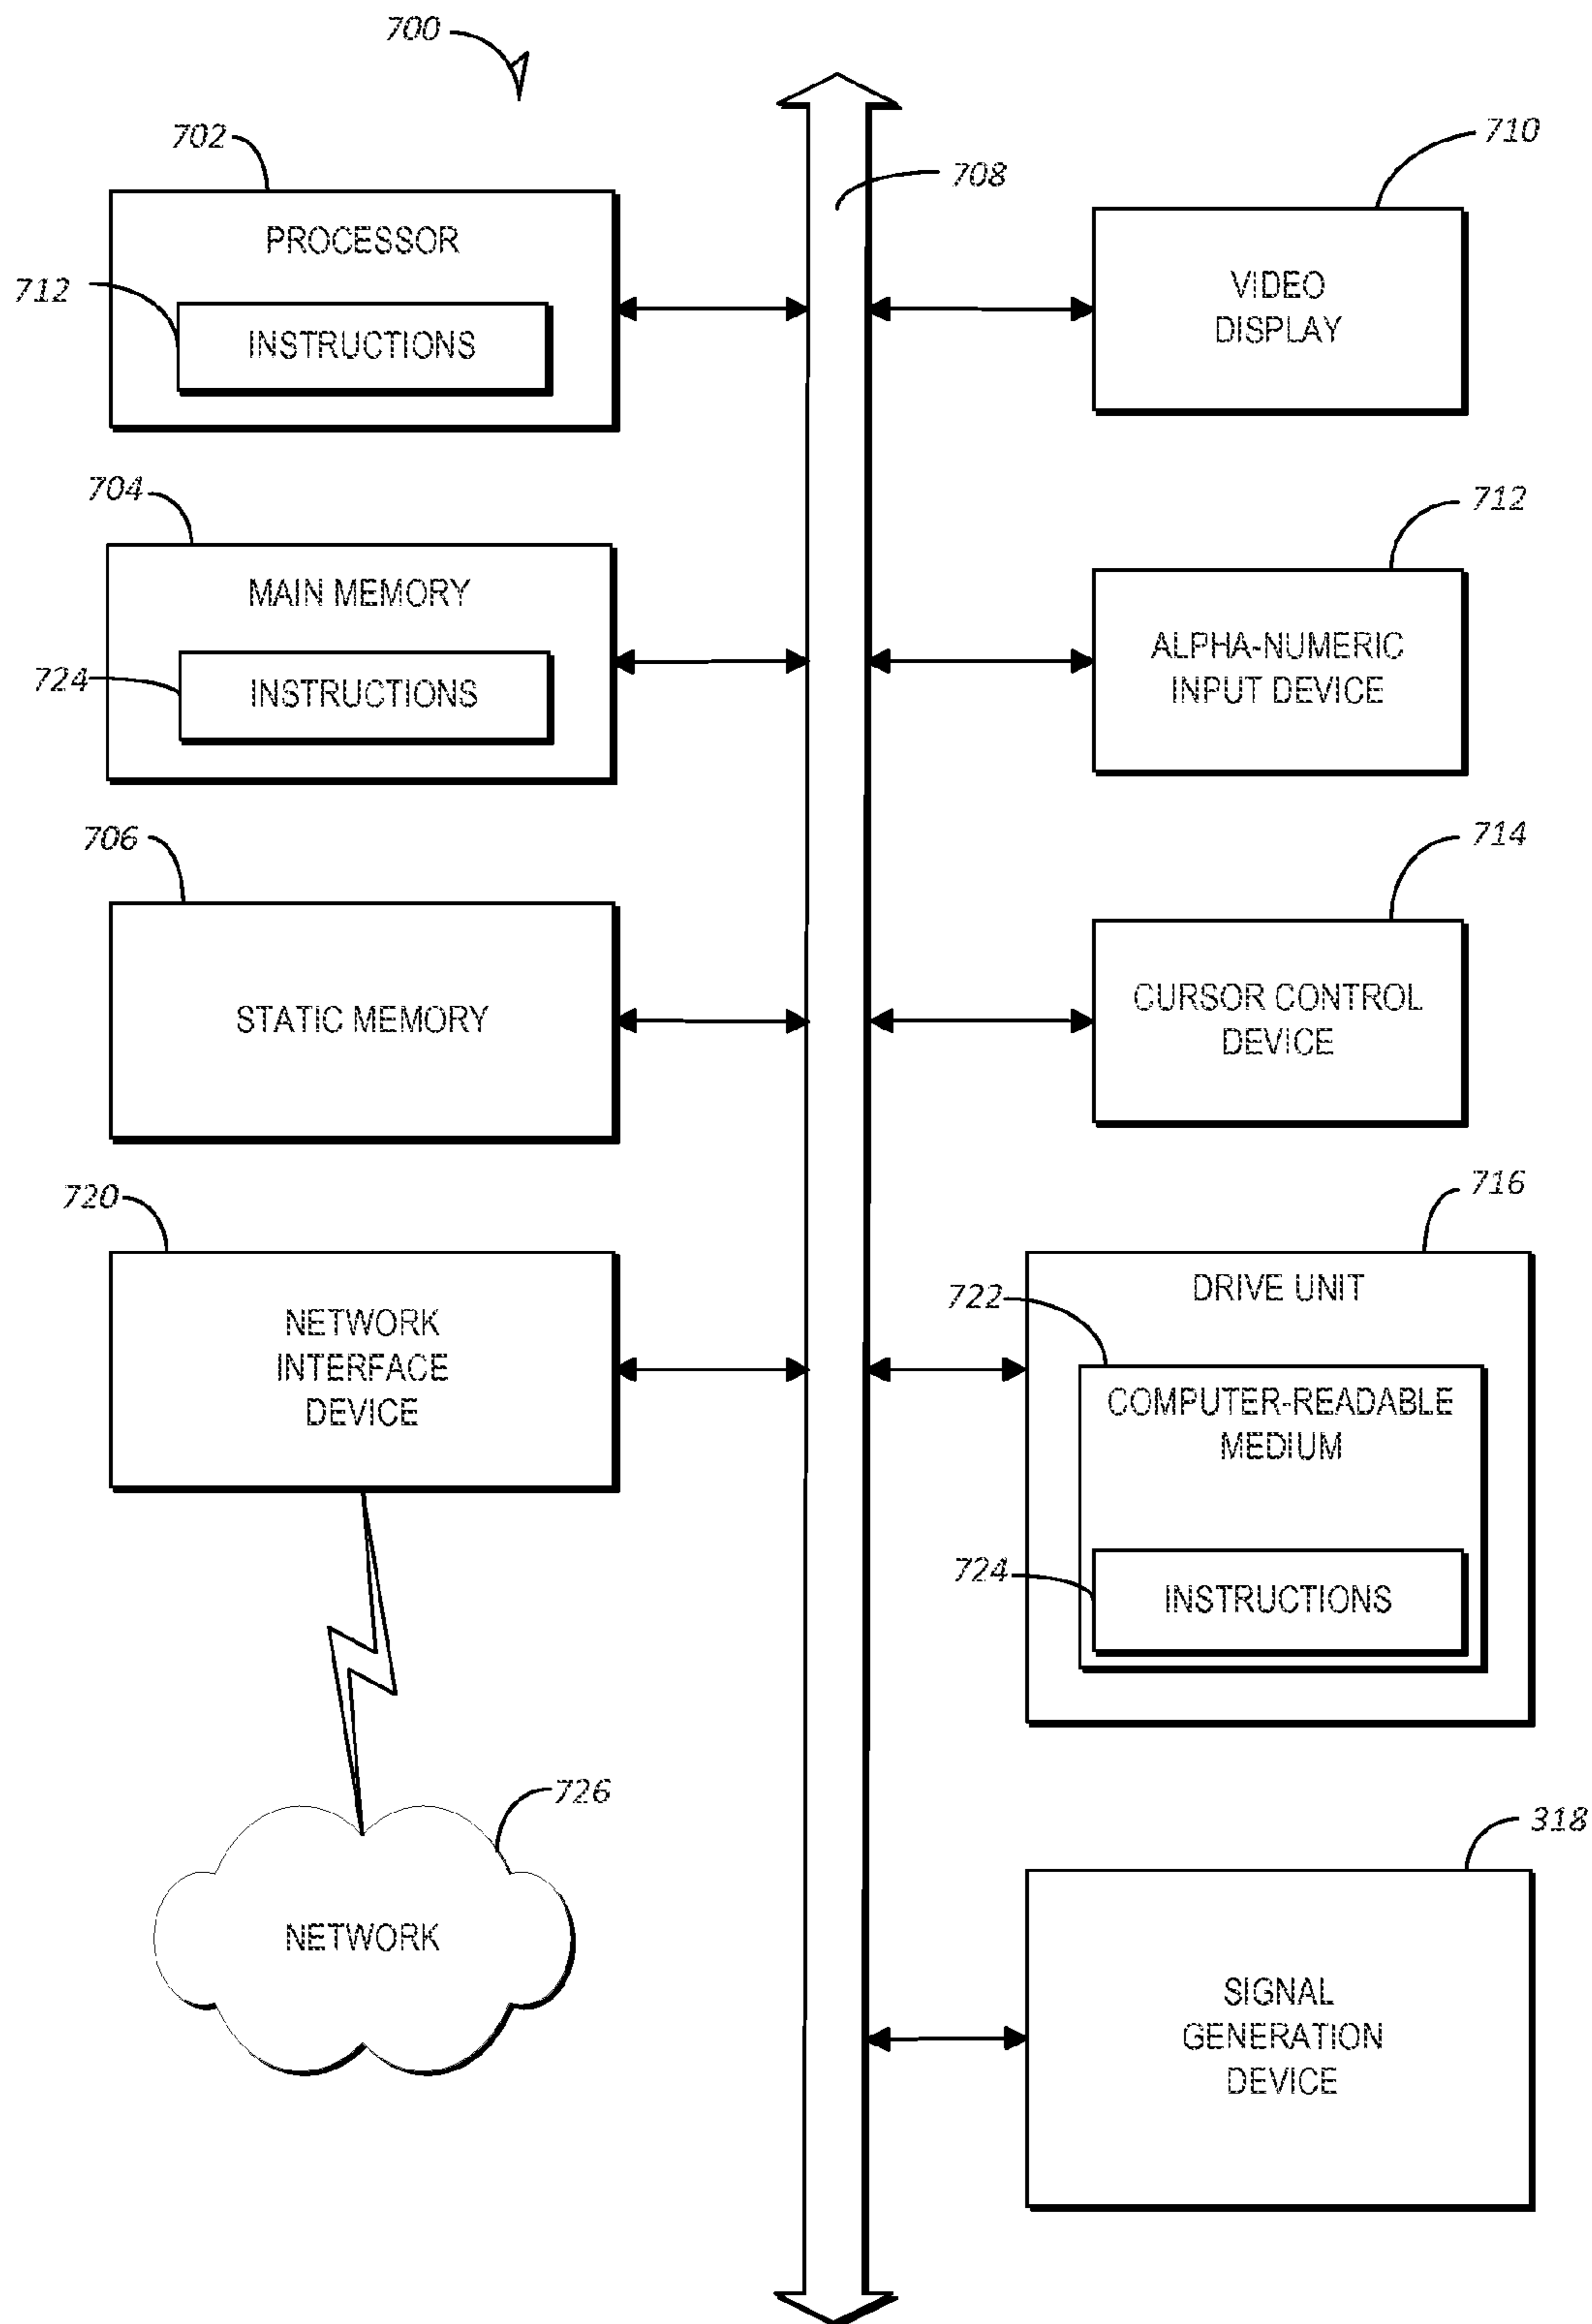 700
702
708
710
PROCESSOR
712
INSTRUCTIONS
VIDEO
DISPLAY
704
712
MAIN MEMORY
724
INSTRUCTIONS
ALPHA-NUMERIC
INPUT DEVICE
706
714
STATIC MEMORY
CURSOR CONTROL
DEVICE
720
716
NETWORK
INTERFACE
DEVICE
DRIVE UNIT
722
COMPUTER-READABLE
MEDIUM
724
INSTRUCTIONS
726
NETWORK
318
SIGNAL
GENERATION
DEVICE